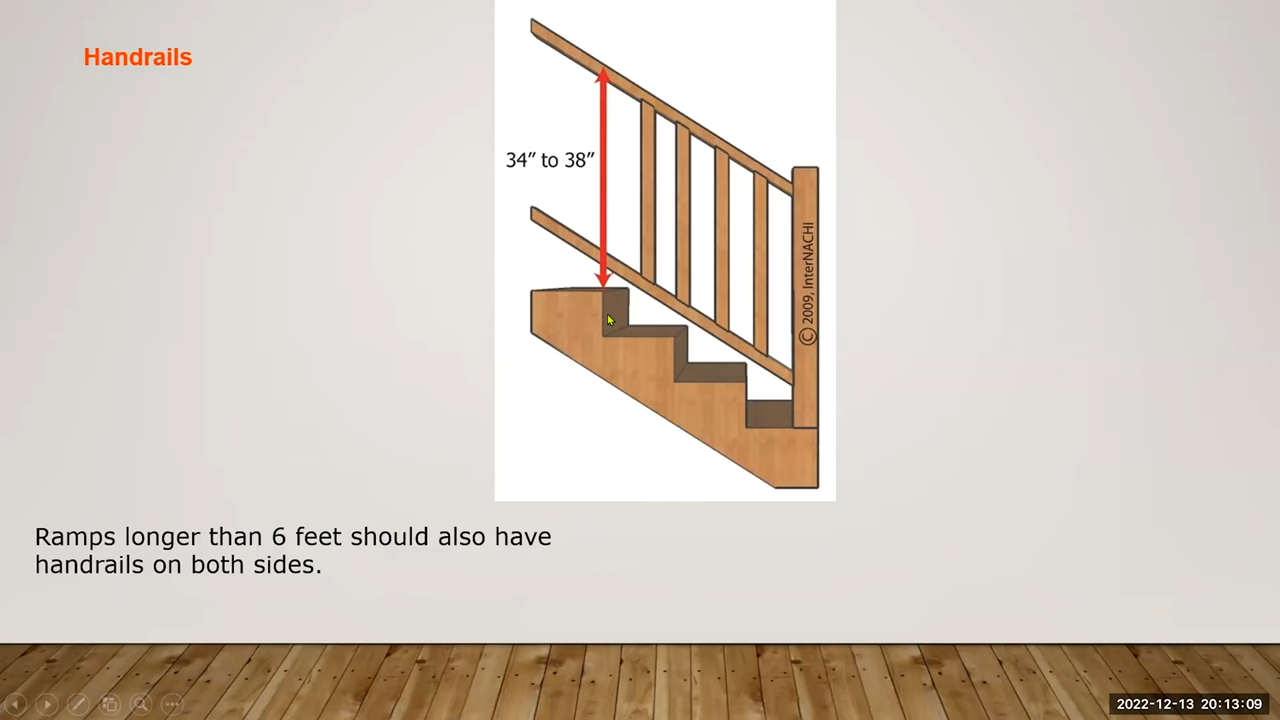 Handrails
34” to 38”
© 2009, InterNACHI
Ramps longer than 6 feet should also have
handrails on both sides.
2022-12-13 20:13:09